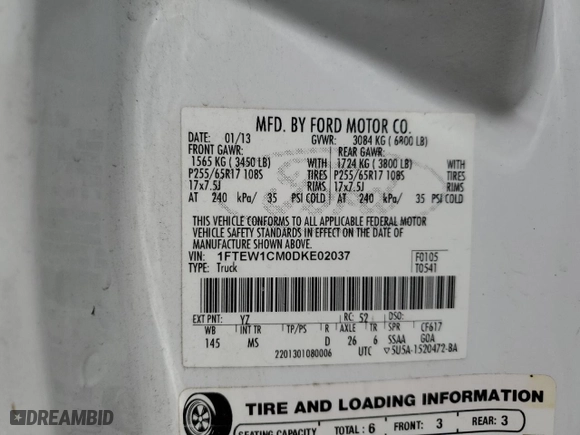 MFD. BY FORD MOTOR CO.
DATE: 01/13 GVWR: 3084 KG ( 6800 LB)
FRONT GAWR: REAR GAWR:
1565 KG ( 3450 LB) WITH 1724 KG ( 3800 LB) WITH
P255/65R17 108S TIRES P255/65R17 108S TIRES
17x7.5J RIMS 17x7.5J RIMS
AT 240 kPa/ 35 PSI COLD AT 240 kPa/ 35 PSI COLD
THIS VEHICLE CONFORMS TO ALL APPLICABLE FEDERAL MOTOR
VEHICLE SAFETY STANDARDS IN EFFECT ON THE DATE OF
MANUFACTURE SHOWN ABOVE.
VIN: 1FTEW1CM0DKE02037 F0105
TYPE: Truck T0541
EXT PNT: YZ RC: 52 DSO:
WB INT TR TP/PS R AXLE TR SPR CF617
145 MS D 26 6 SSAA GOA
2201301080006 UTC 5U5A-1520472-BA
TIRE AND LOADING INFORMATION
SEATING CAPACITY TOTAL : 6 FRONT: 3 REAR: 3
DREAMBID